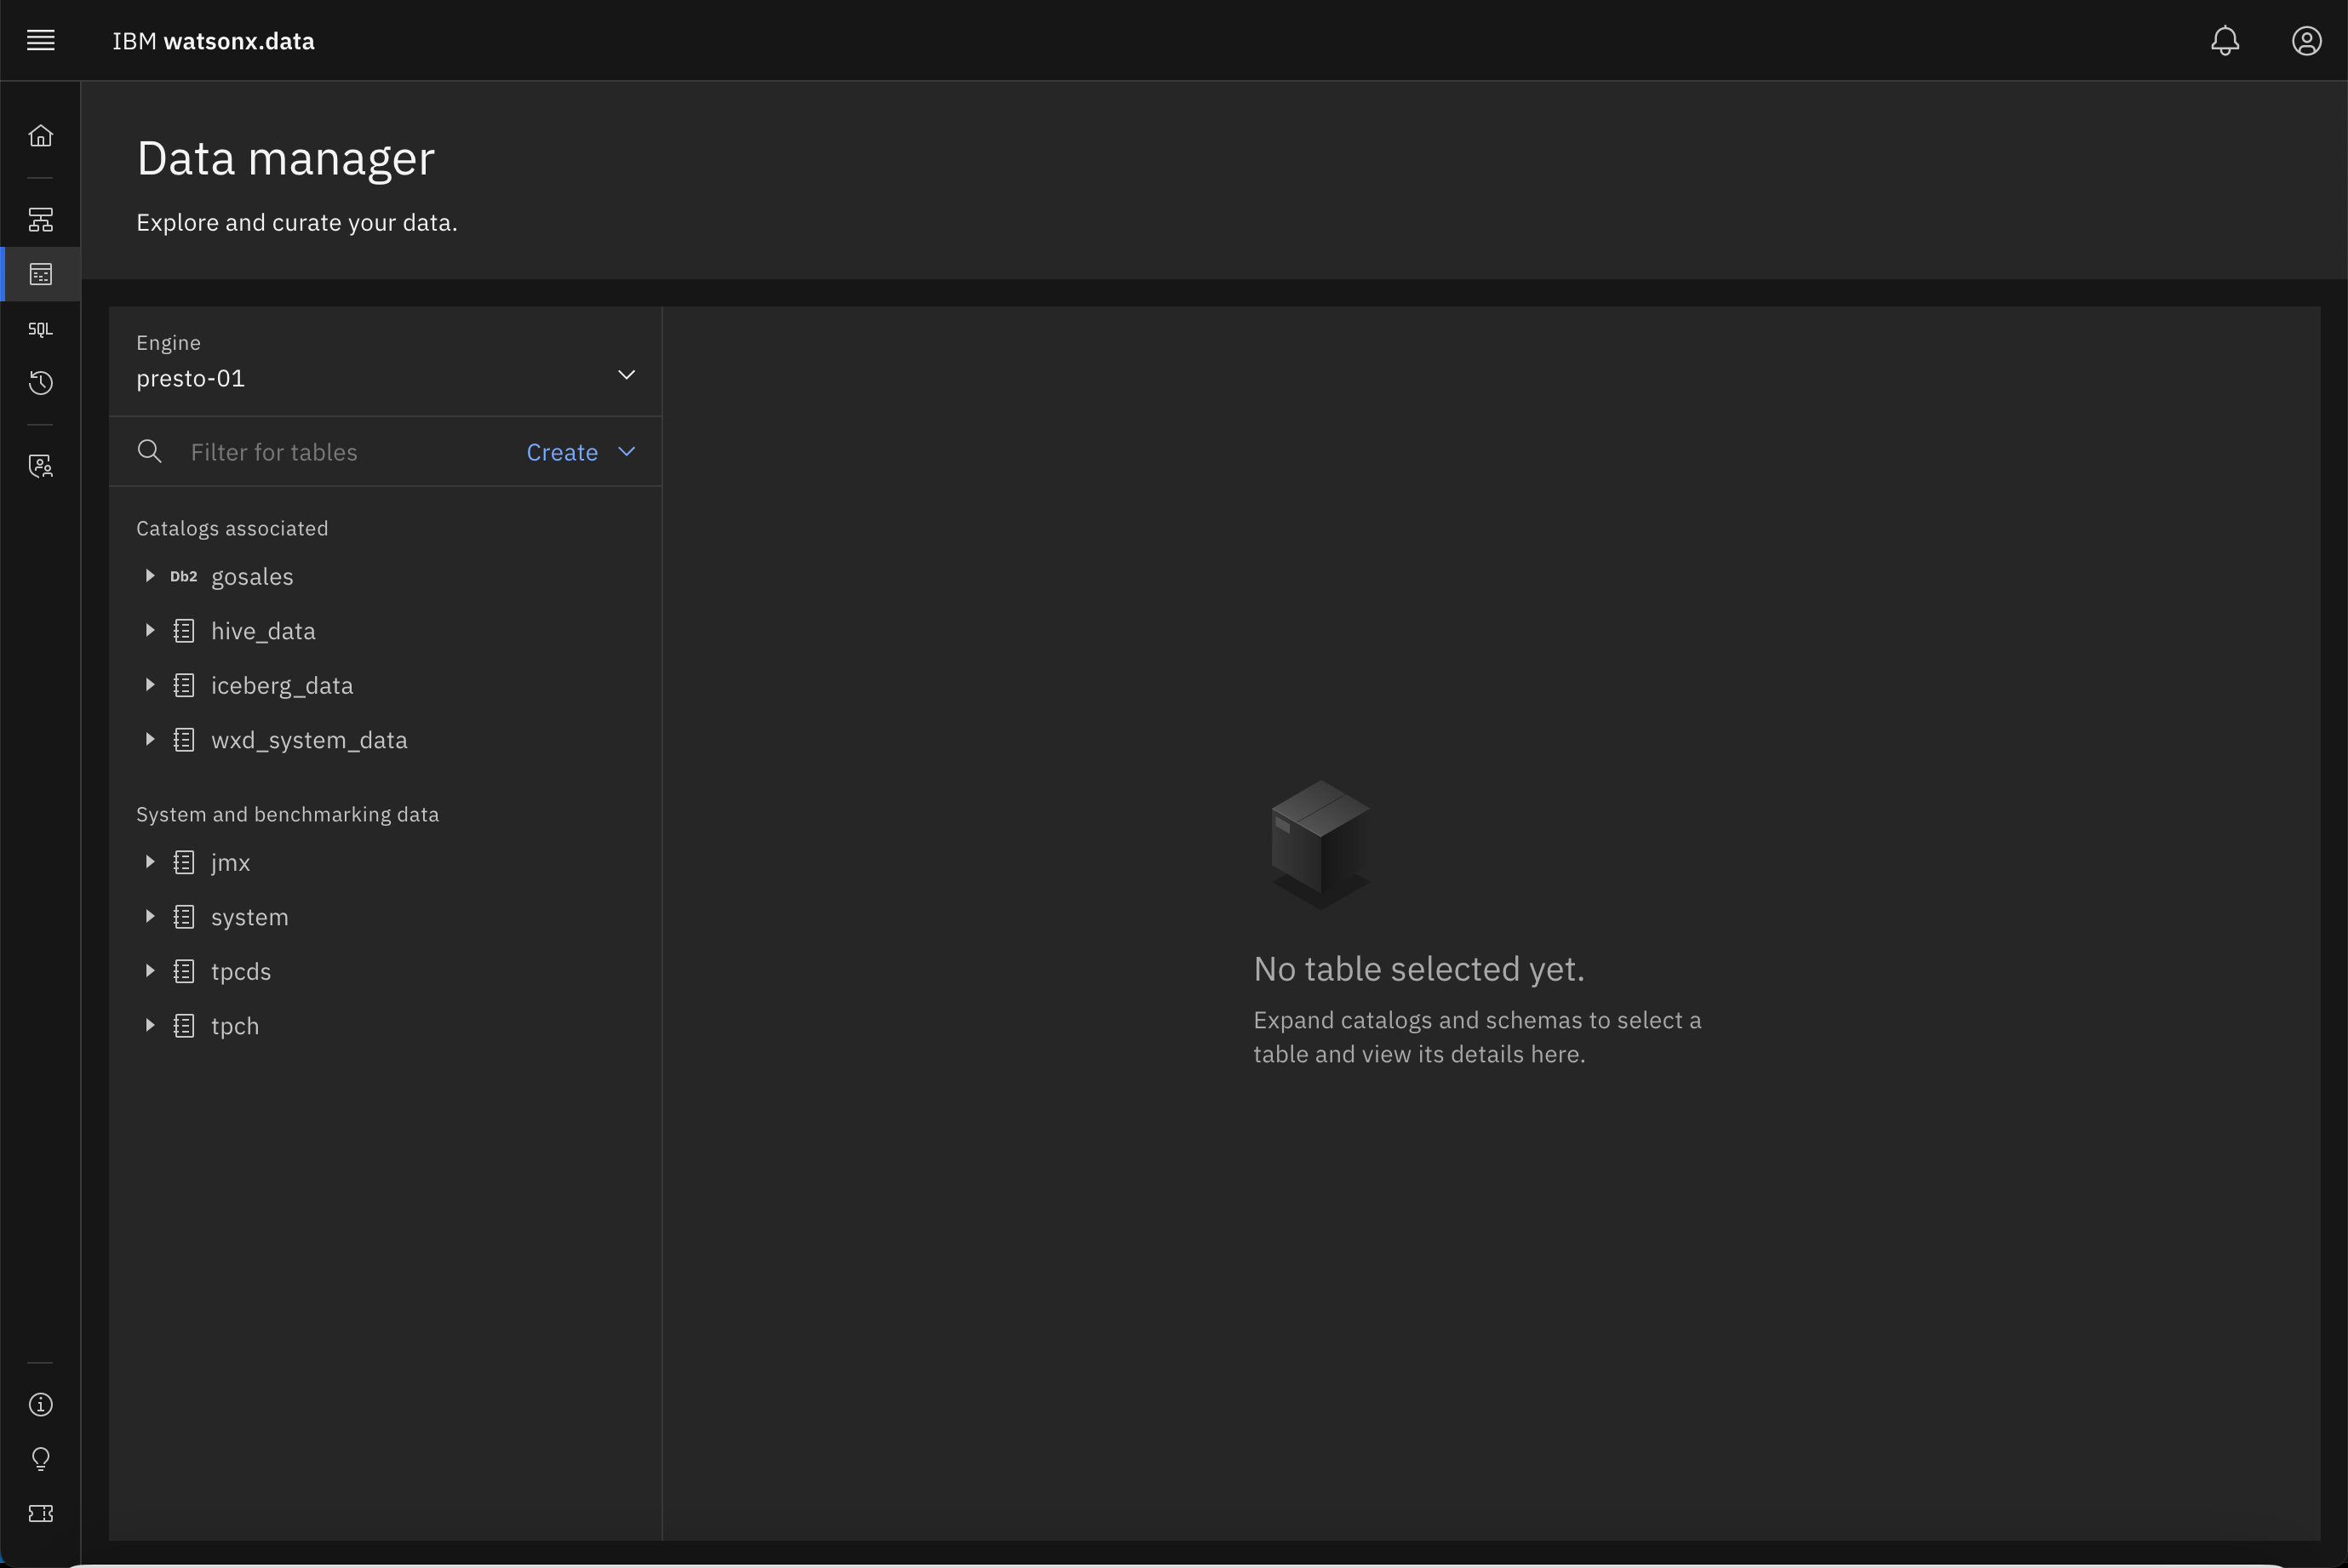 IBM watsonx.data
Data manager
Explore and curate your data.
SQL
Engine
presto-01
Filter for tables
Create
Catalogs associated
Db2 gosales
hive_data
iceberg_data
wxd_system_data
System and benchmarking data
jmx
system
tpcds
tpch
No table selected yet.
Expand catalogs and schemas to select a
table and view its details here.